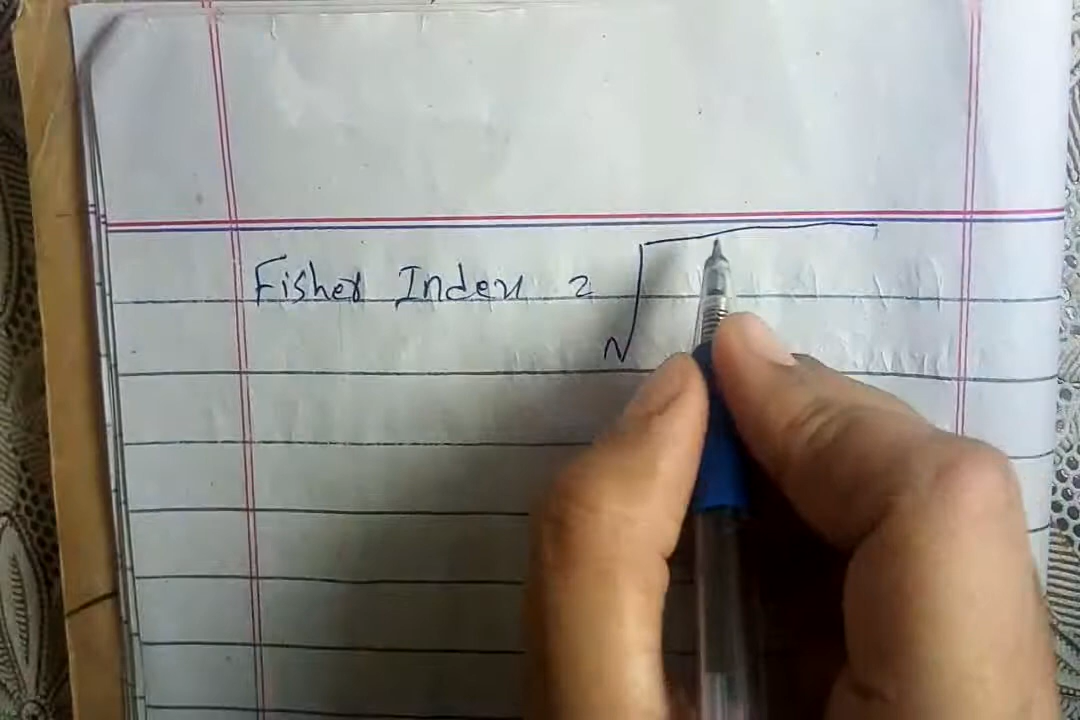 Fisher Index = √